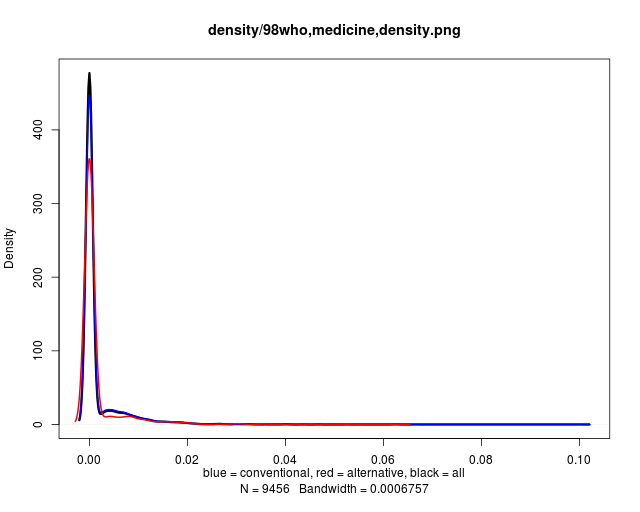 density/98who,medicine,density.png
Density
400
300
200
100
0
0.00 0.02 0.04 0.06 0.08 0.10
blue = conventional, red = alternative, black = all
N = 9456 Bandwidth = 0.0006757